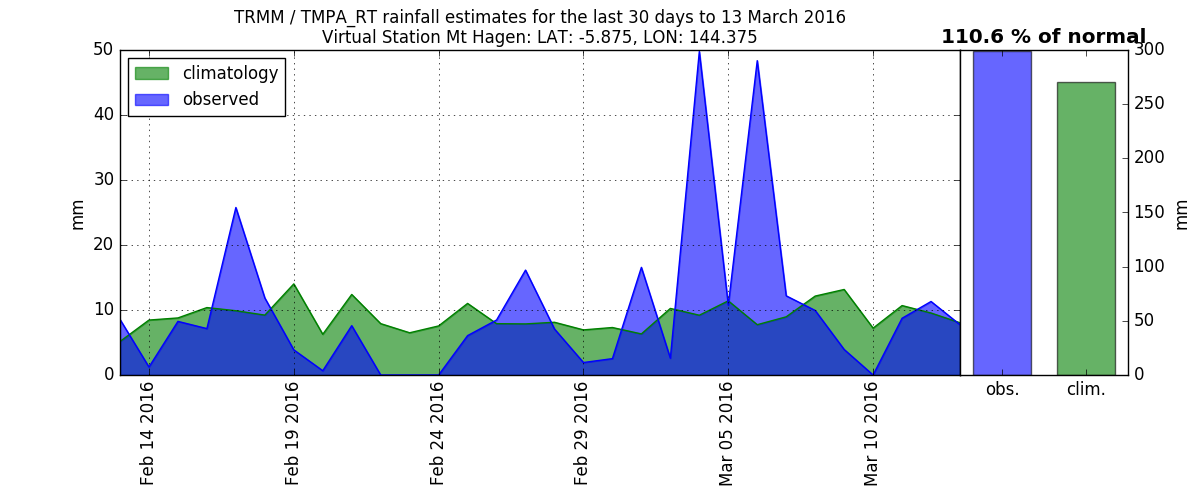 TRMM / TMPA_RT rainfall estimates for the last 30 days to 13 March 2016
Virtual Station Mt Hagen: LAT: -5.875, LON: 144.375
110.6 % of normal
climatology
observed
mm
50
40
30
20
10
0
Feb 14 2016
Feb 19 2016
Feb 24 2016
Feb 29 2016
Mar 05 2016
Mar 10 2016
obs.
clim.
300
250
200
150
100
50
0
mm